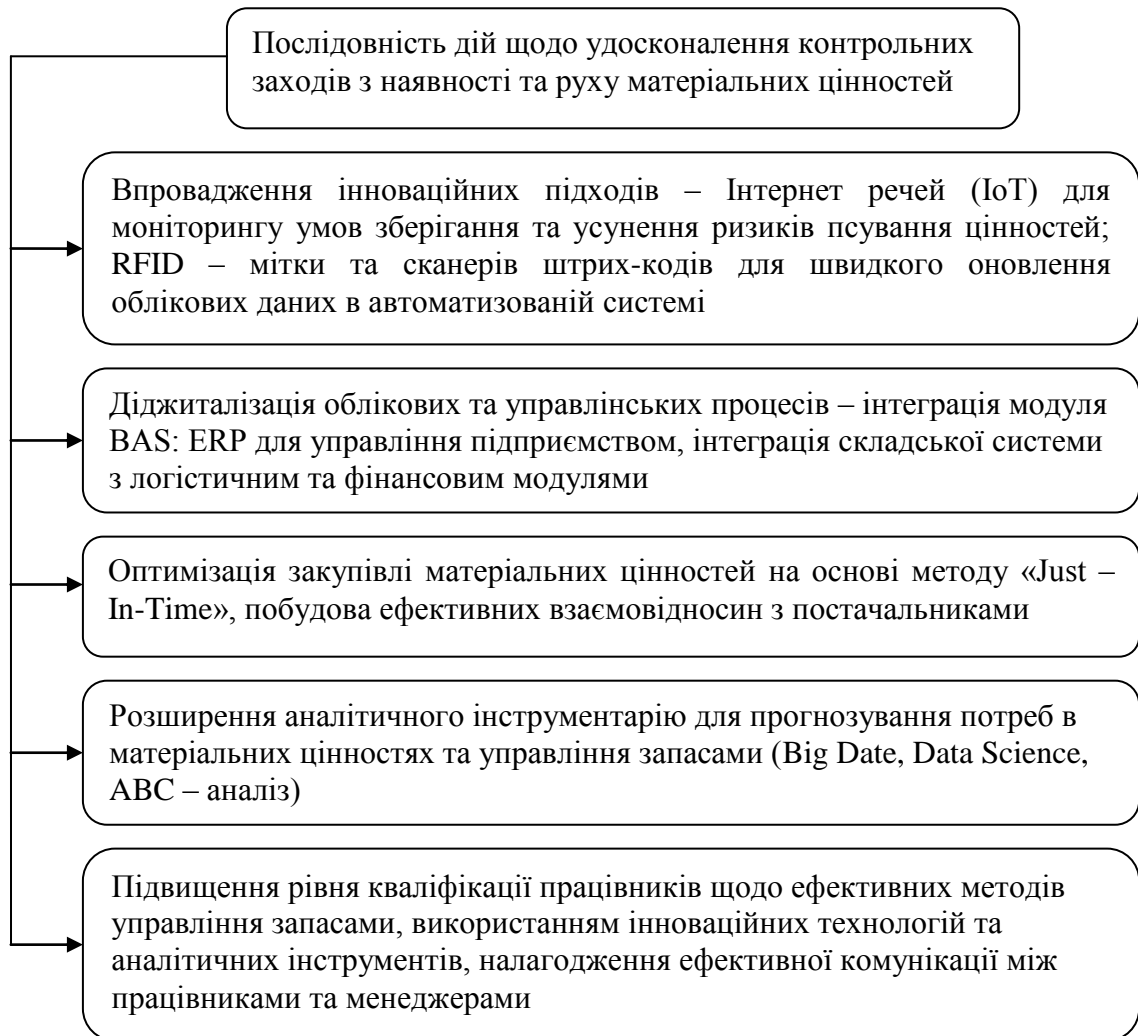 Послідовність дій щодо удосконалення контрольних
заходів з наявності та руху матеріальних цінностей
Впровадження інноваційних підходів – Інтернет речей (IoT) для
моніторингу умов зберігання та усунення ризиків псування цінностей;
RFID – мітки та сканерів штрих-кодів для швидкого оновлення
облікових даних в автоматизованій системі
Діджиталізація облікових та управлінських процесів – інтеграція модуля
BAS: ERP для управління підприємством, інтеграція складської системи
з логістичним та фінансовим модулями
Оптимізація закупівлі матеріальних цінностей на основі методу «Just –
In-Time», побудова ефективних взаємовідносин з постачальниками
Розширення аналітичного інструментарію для прогнозування потреб в
матеріальних цінностях та управління запасами (Big Date, Data Science,
ABC – аналіз)
Підвищення рівня кваліфікації працівників щодо ефективних методів
управління запасами, використанням інноваційних технологій та
аналітичних інструментів, налагодження ефективної комунікації між
працівниками та менеджерами